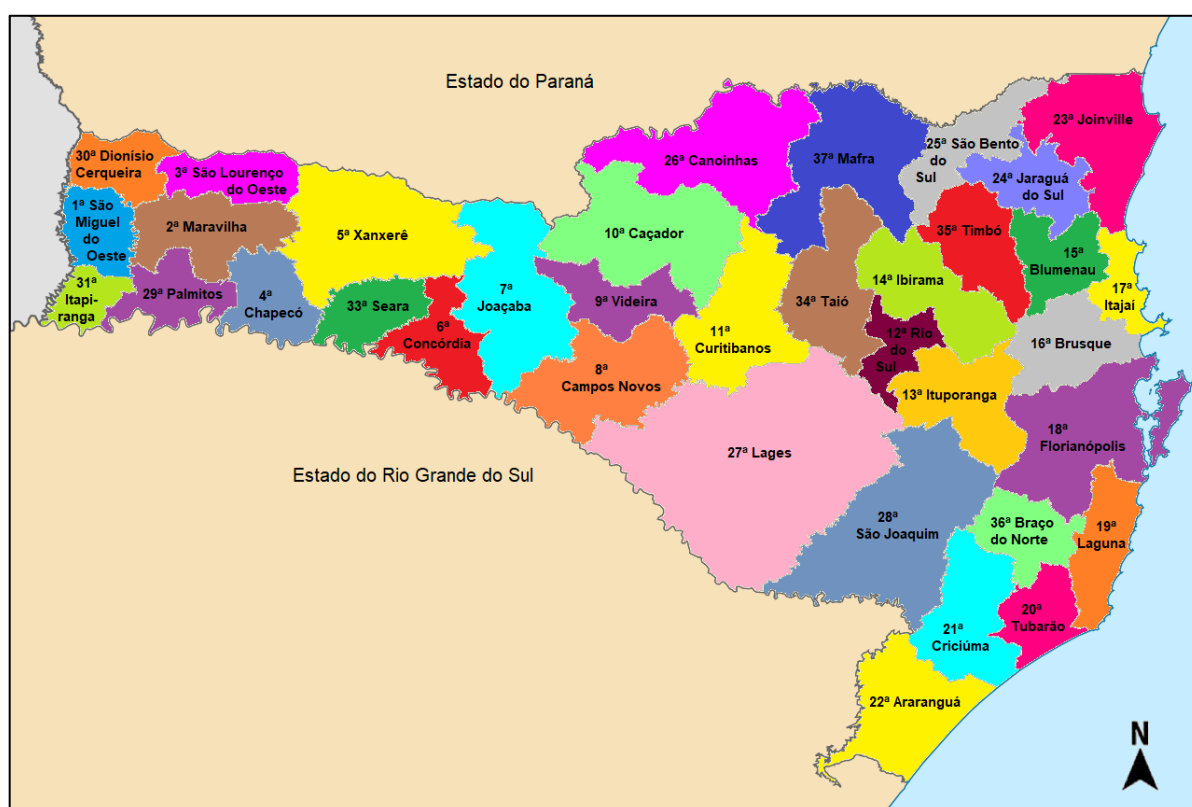 Estado do Paraná
23ª Joinville
25ª São Bento
do
Sul
30ª Dionísio
Cerqueira
26ª Canoinhas
37ª Mafra
3ª São Lourenço
do Oeste
24ª Jaraguá
do Sul
1ª São
Miguel
do
Oeste
2ª Maravilha
5ª Xanxerê
10ª Caçador
35ª Timbó
15ª
Blumenau
31ª
Itapi-
ranga
29ª Palmitos
4ª
Chapecó
33ª Seara
6ª
Concórdia
7ª
Joaçaba
9ª Videira
34ª Taió
14ª Ibirama
17ª
Itajaí
11ª
Curitibanos
12ª Rio
do
Sul
16ª Brusque
8ª
Campos Novos
13ª Ituporanga
18ª
Florianópolis
27ª Lages
Estado do Rio Grande do Sul
28ª
São Joaquim
36ª Braço
do Norte
19ª
Laguna
20ª
Tubarão
21ª
Criciúma
22ª Araranguá
N